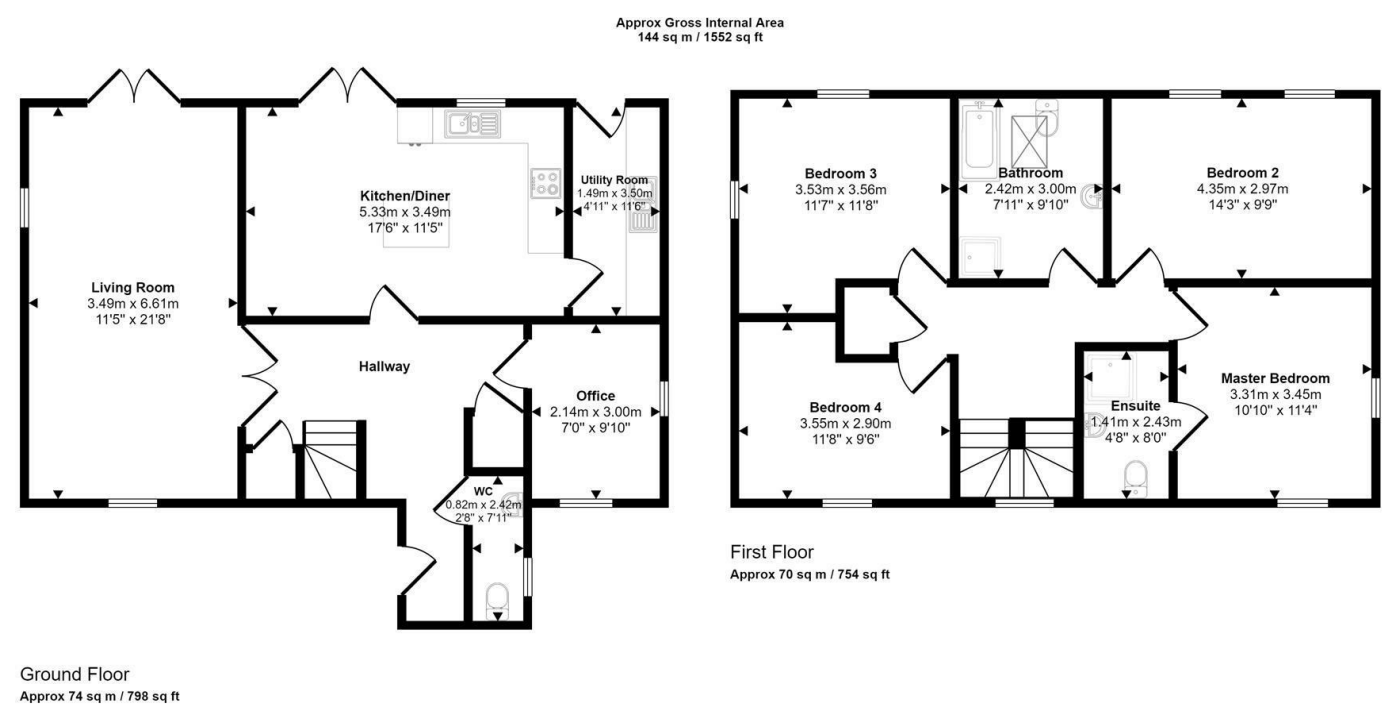 Approx Gross Internal Area
144 sq m / 1552 sq ft
Living Room
3.49m x 6.61m
11'5" x 21'8"
Kitchen/Diner
5.33m x 3.49m
17'6" x 11'5"
Utility Room
1.49m x 3.50m
4'11" x 11'6"
Hallway
Office
2.14m x 3.00m
7'0" x 9'10"
WC
0.82m x 2.42m
2'8" x 7'11"
Ground Floor
Approx 74 sq m / 798 sq ft
Bedroom 3
3.53m x 3.56m
11'7" x 11'8"
Bathroom
2.42m x 3.00m
7'11" x 9'10"
Bedroom 2
4.35m x 2.97m
14'3" x 9'9"
Bedroom 4
3.55m x 2.90m
11'8" x 9'6"
Ensuite
1.41m x 2.43m
4'8" x 8'0"
Master Bedroom
3.31m x 3.45m
10'10" x 11'4"
First Floor
Approx 70 sq m / 754 sq ft